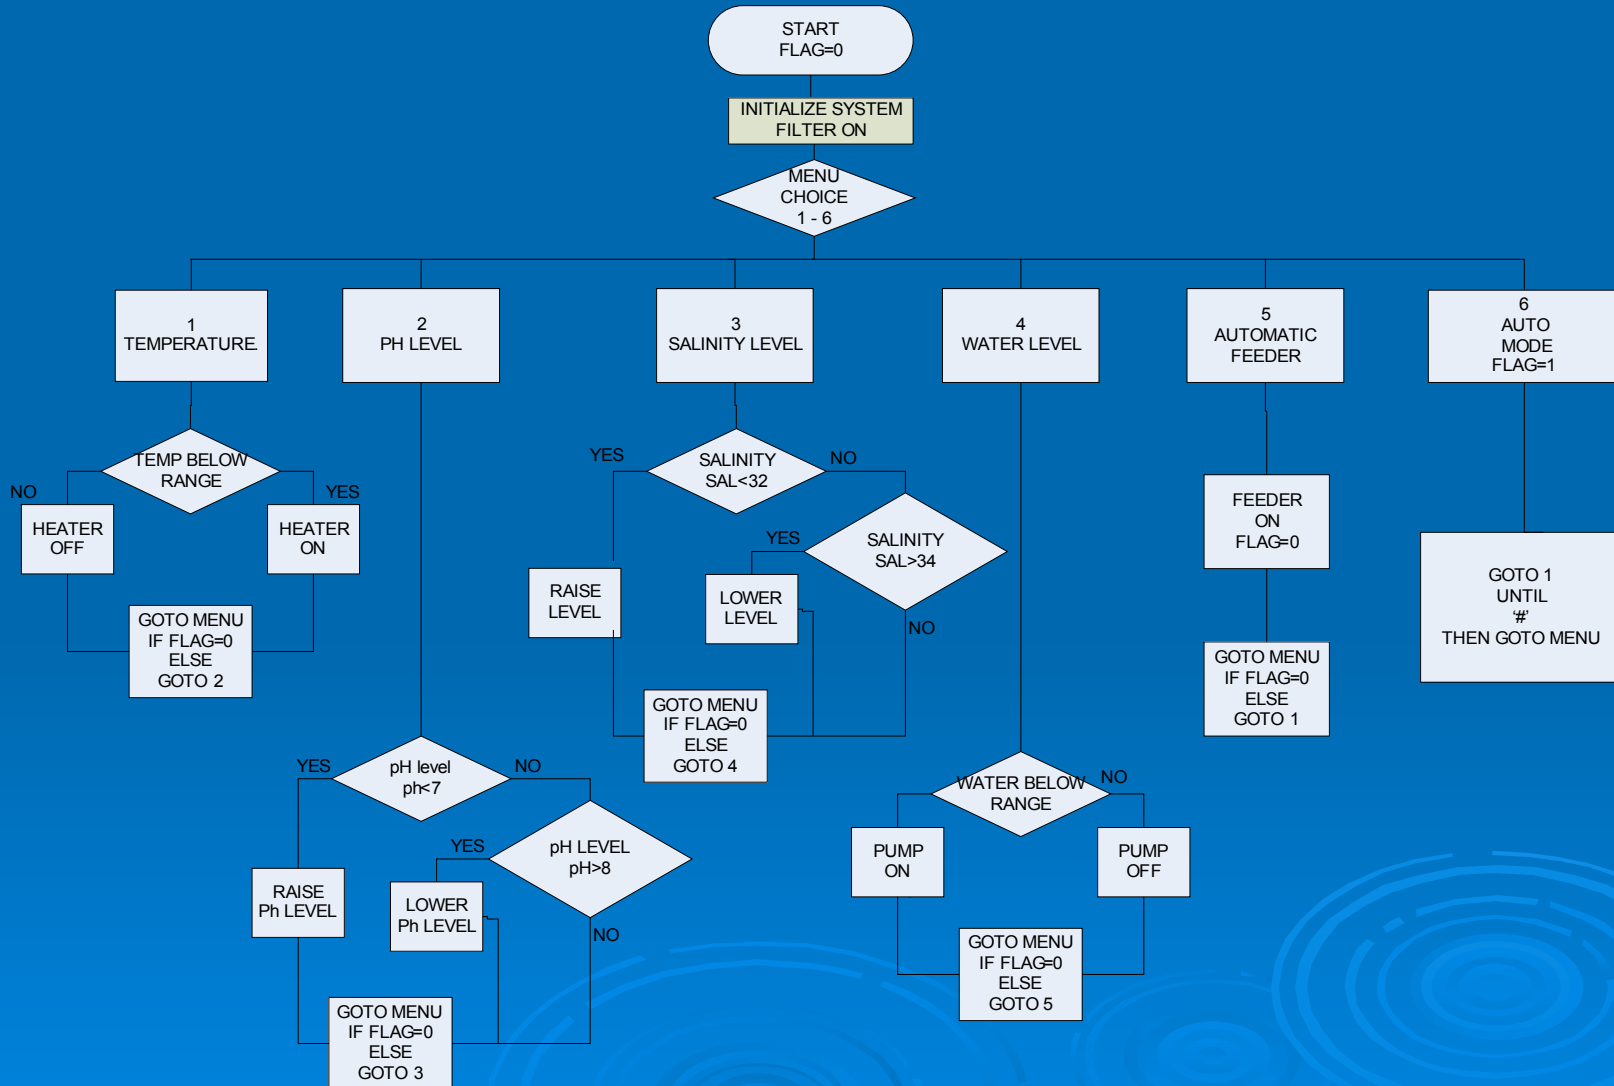 START
FLAG=0
INITIALIZE SYSTEM
FILTER ON
MENU
CHOICE
1 - 6
1
TEMPERATURE
2
PH LEVEL
3
SALINITY LEVEL
4
WATER LEVEL
5
AUTOMATIC
FEEDER
6
AUTO
MODE
FLAG=1
TEMP BELOW
RANGE
NO
YES
HEATER
OFF
HEATER
ON
GOTO MENU
IF FLAG=0
ELSE
GOTO 2
pH level
ph<7
YES
NO
pH LEVEL
pH>8
YES
NO
RAISE
Ph LEVEL
LOWER
Ph LEVEL
GOTO MENU
IF FLAG=0
ELSE
GOTO 3
SALINITY
SAL<32
YES
NO
SALINITY
SAL>34
YES
NO
RAISE
LEVEL
LOWER
LEVEL
GOTO MENU
IF FLAG=0
ELSE
GOTO 4
WATER BELOW
RANGE
NO
PUMP
ON
PUMP
OFF
GOTO MENU
IF FLAG=0
ELSE
GOTO 5
FEEDER
ON
FLAG=0
GOTO MENU
IF FLAG=0
ELSE
GOTO 1
GOTO 1
UNTIL
‘#’
THEN GOTO MENU